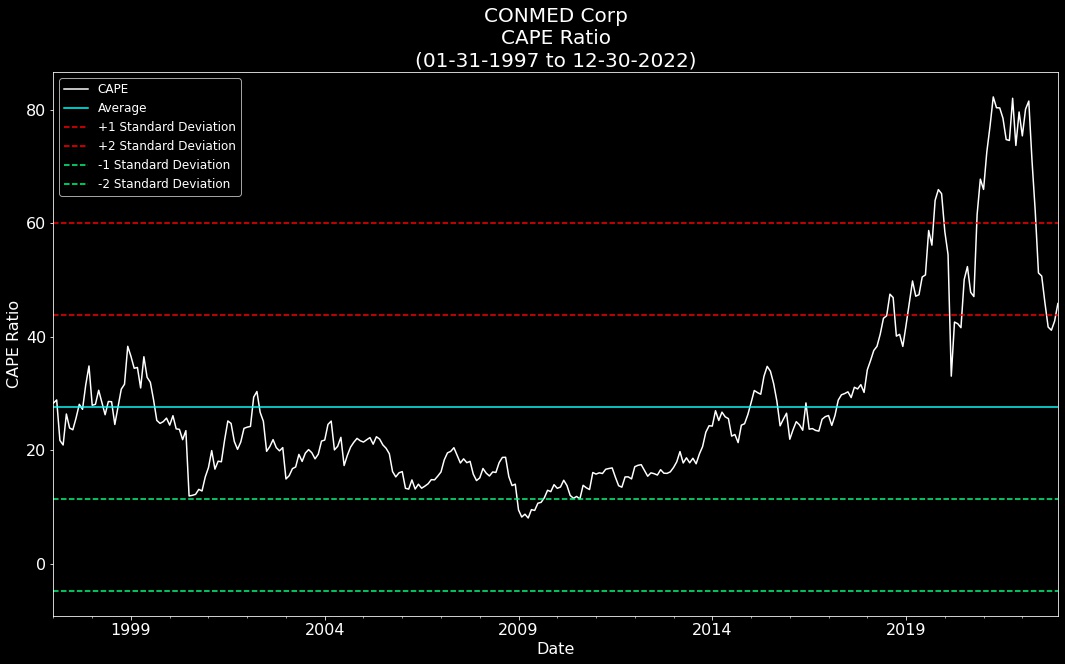 CONMED Corp
CAPE Ratio
(01-31-1997 to 12-30-2022)
CAPE
Average
+1 Standard Deviation
+2 Standard Deviation
-1 Standard Deviation
-2 Standard Deviation
CAPE Ratio
80
60
40
20
0
1999 2004 2009 2014 2019
Date